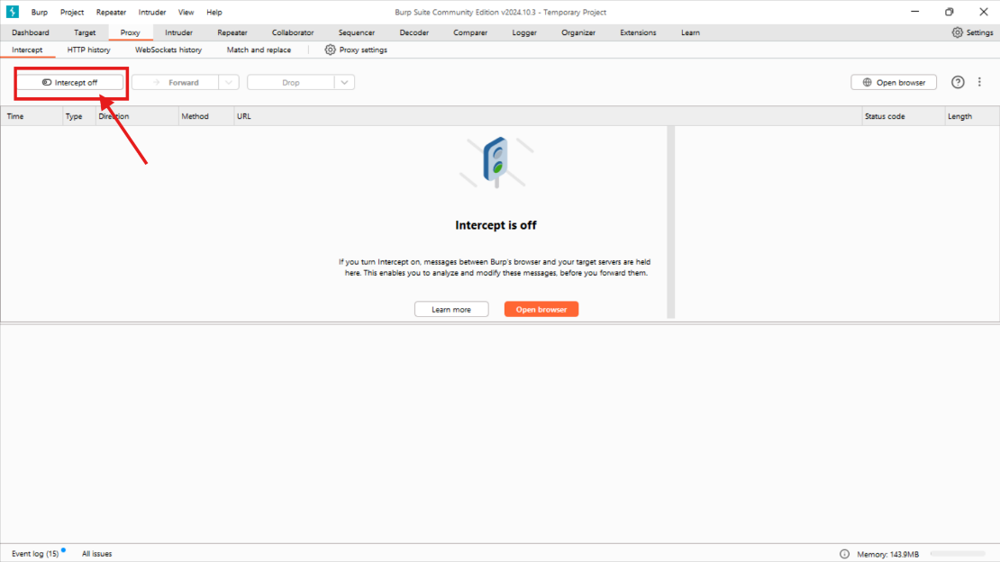 Burp Project Repeater Intruder View Help Burp Suite Community Edition v2024.10.3 - Temporary Project
Dashboard Target Proxy Intruder Repeater Collaborator Sequencer Decoder Comparer Logger Organizer Extensions Learn Settings
Intercept HTTP history WebSockets history Match and replace Proxy settings
Intercept off Forward Drop Open browser
Time Type Direction Method URL Status code Length
Intercept is off
If you turn Intercept on, messages between Burp's browser and your target servers are held
here. This enables you to analyze and modify these messages, before you forward them.
Learn more Open browser
Event log (15) All issues Memory: 143.9MB